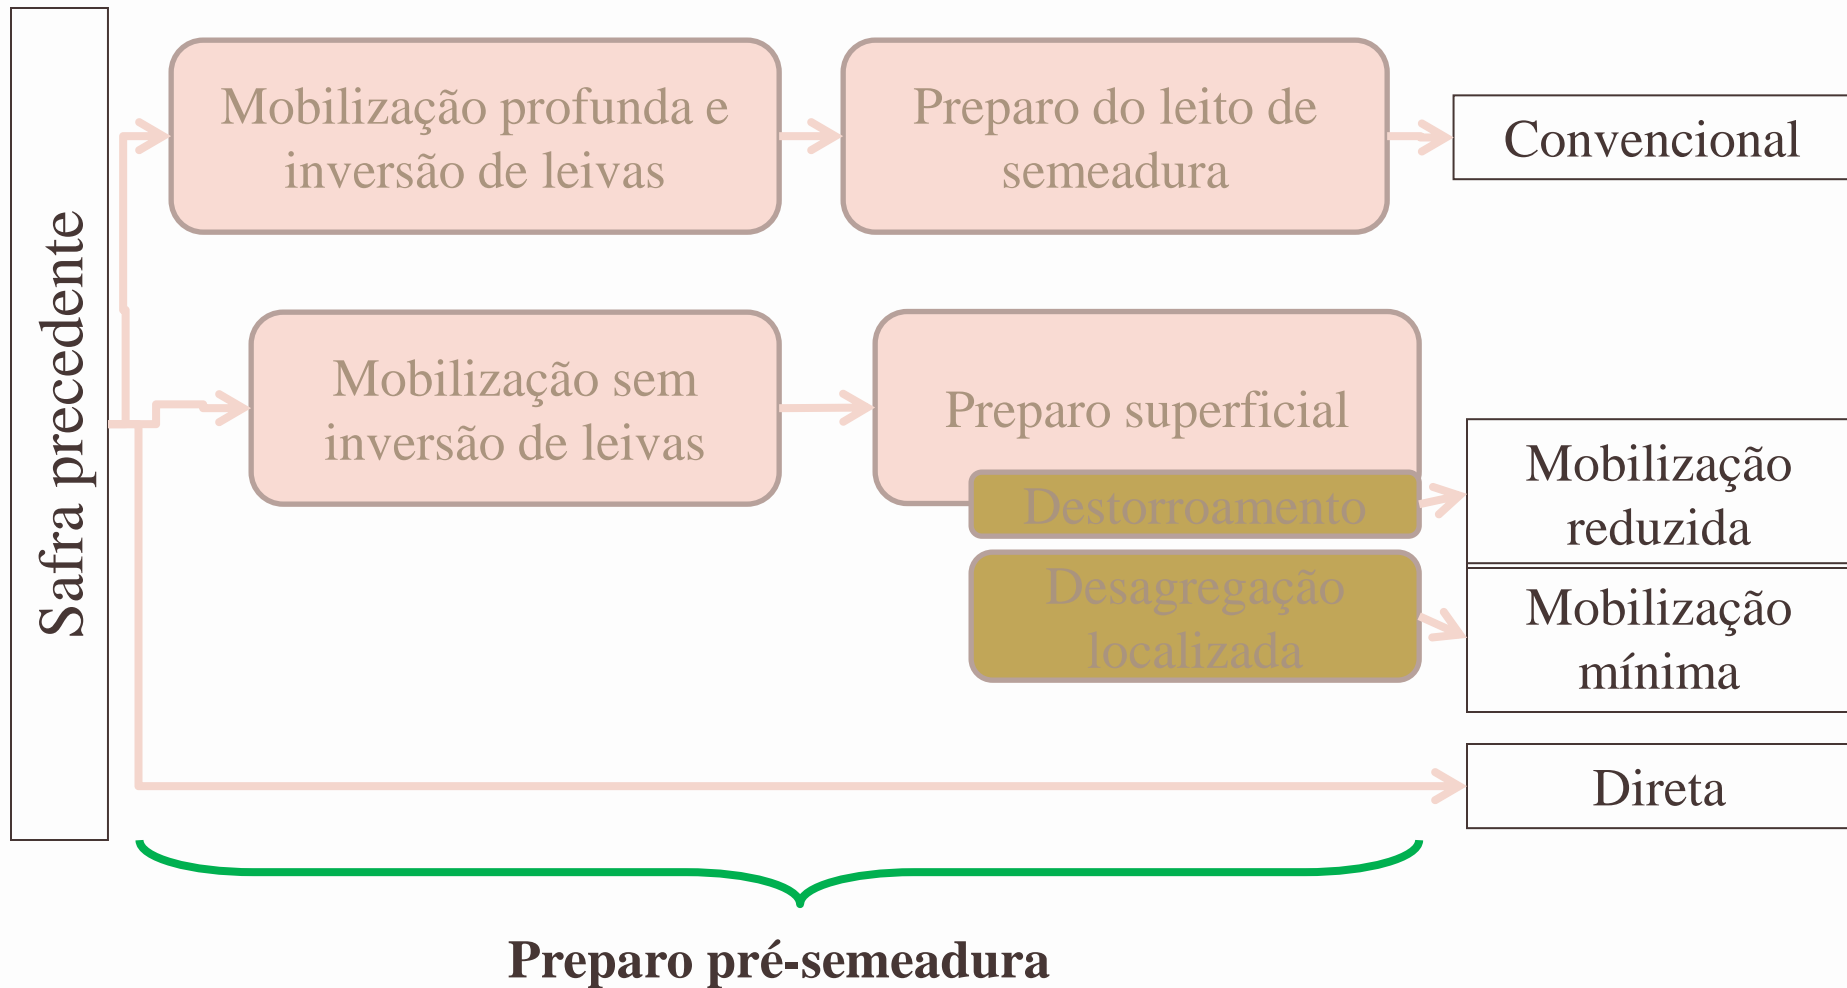 Safra precedente
Mobilização profunda e
inversão de leivas
Preparo do leito de
semeadura
Convencional
Mobilização sem
inversão de leivas
Preparo superficial
Destorroamento
Desagregação
localizada
Mobilização
reduzida
Mobilização
mínima
Direta
Preparo pré-semeadura